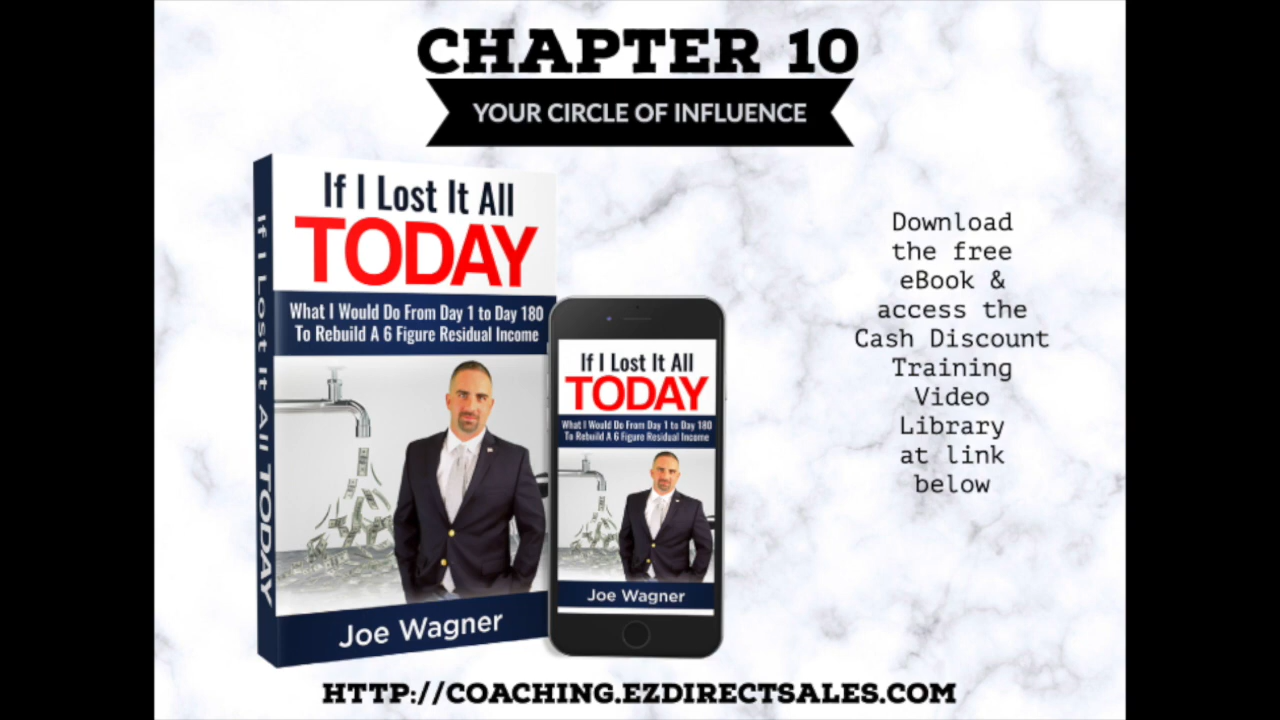 CHAPTER 10
YOUR CIRCLE OF INFLUENCE
If I Lost It All TODAY
If I Lost It All
TODAY
What I Would Do From Day 1 to Day 180
To Rebuild A 6 Figure Residual Income
Joe Wagner
If I Lost It All
TODAY
What I Would Do From Day 1 to Day 180
To Rebuild A 6 Figure Residual Income
Joe Wagner
Download
the free
eBook &
access the
Cash Discount
Training
Video
Library
at link
below
HTTP://COACHING.EZDIRECTSALES.COM